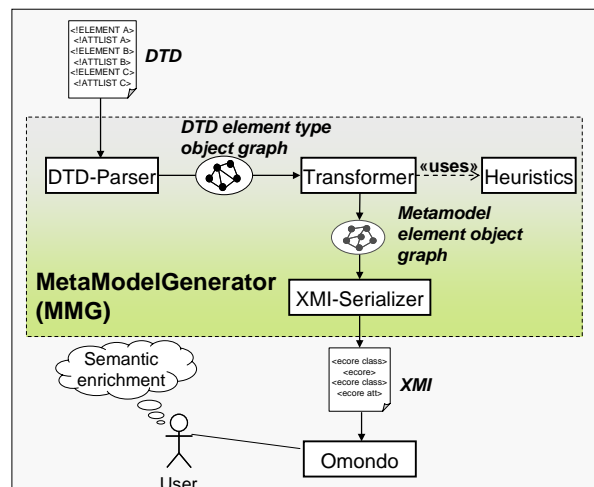 <!ELEMENT A>
<!ATTLIST A>
<!ELEMENT B>
<!ATTLIST B>
<!ELEMENT C>
<!ATTLIST C>
DTD
DTD element type
object graph
DTD-Parser
Transformer
«uses»
Heuristics
Metamodel
element object
graph
MetaModelGenerator
(MMG)
XMI-Serializer
Semantic
enrichment
<ecore class>
<ecore>
<ecore class>
<ecore att>
XMI
Omondo
User